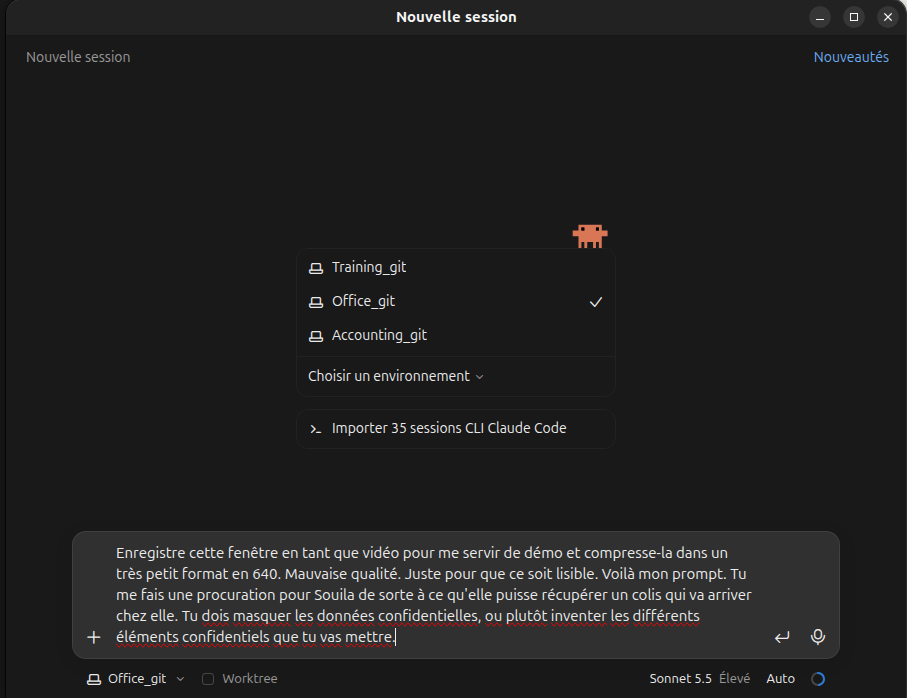 Nouvelle session
Nouvelle session
Nouveautés
Training_git
Office_git
Accounting_git
Choisir un environnement
Importer 35 sessions CLI Claude Code
Enregistre cette fenêtre en tant que vidéo pour me servir de démo et compresse-la dans un
très petit format en 640. Mauvaise qualité. Juste pour que ce soit lisible. Voilà mon prompt. Tu
me fais une procuration pour Souila de sorte à ce qu'elle puisse récupérer un colis qui va arriver
chez elle. Tu dois masquer les données confidentielles, ou plutôt inventer les différents
éléments confidentiels que tu vas mettre.
Office_git
Worktree
Sonnet 5.5 Élevé
Auto